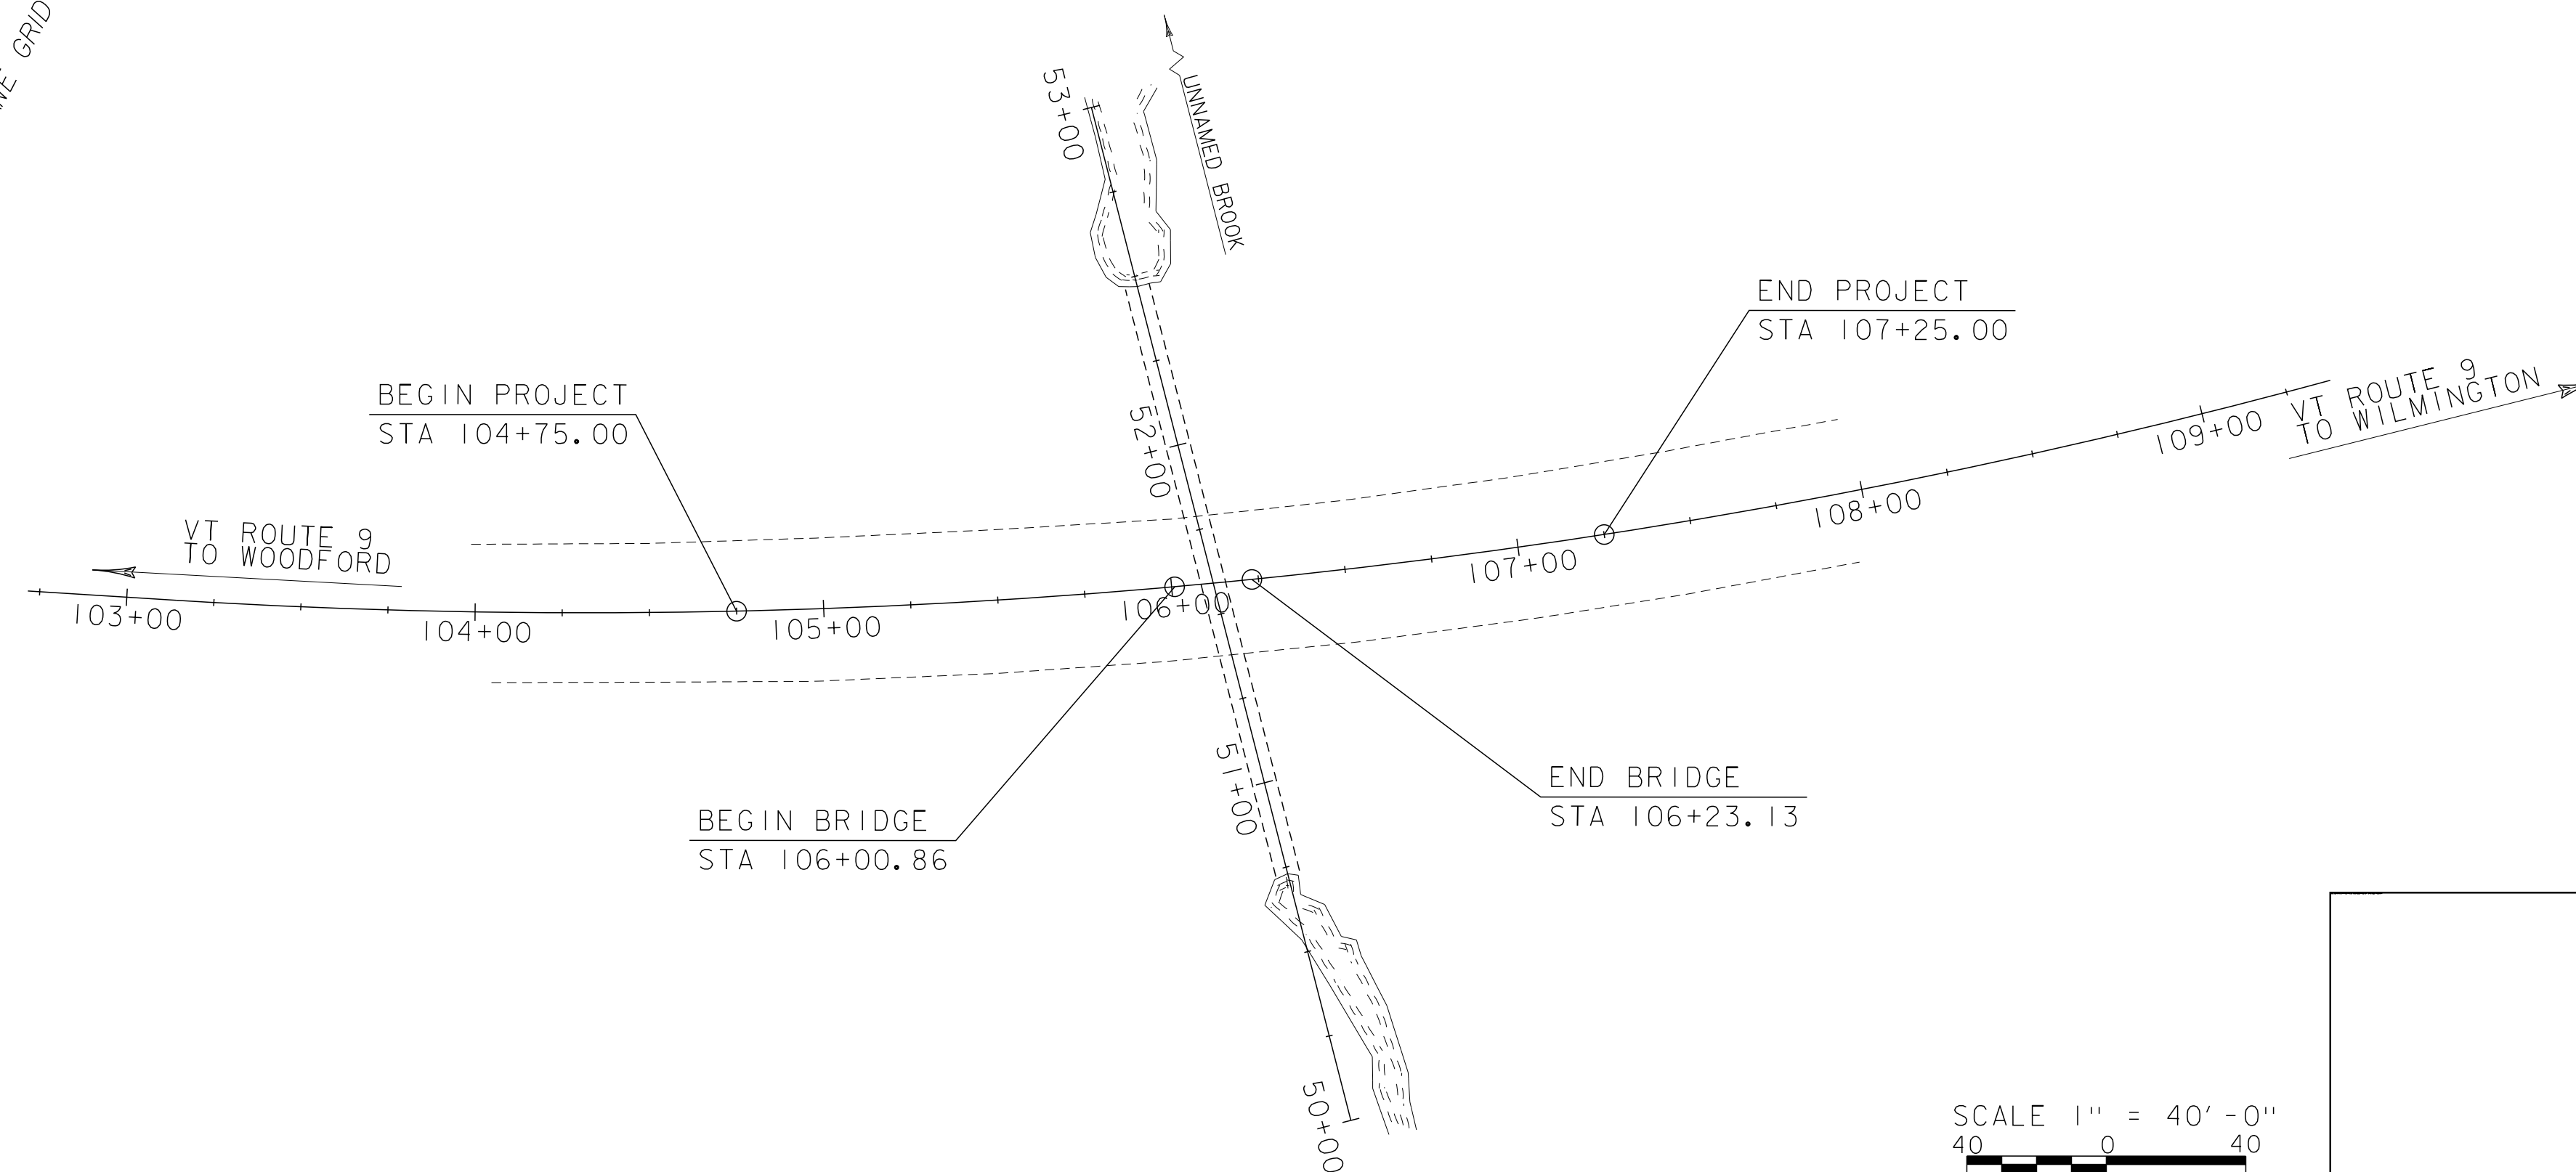 NE GRID
53+00
UNNAMED BROOK
END PROJECT
STA 107+25.00
BEGIN PROJECT
STA 104+75.00
52+00
VT ROUTE 9
TO WILMINGTON
109+00
108+00
107+00
VT ROUTE 9
TO WOODFORD
103+00
104+00
105+00
106+00
51+00
END BRIDGE
STA 106+23.13
BEGIN BRIDGE
STA 106+00.86
50+00
SCALE 1" = 40'-0"
40 0 40